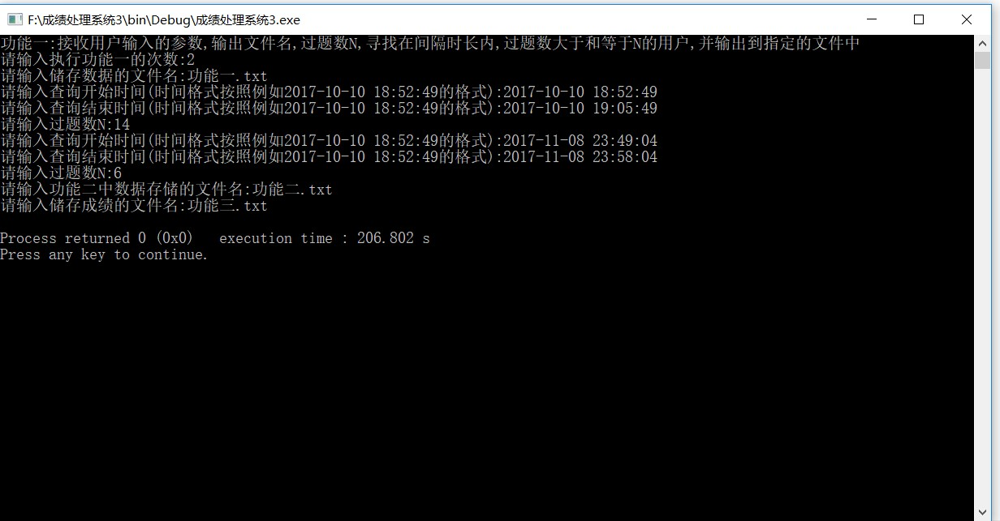 F:\成绩处理系统3\bin\Debug\成绩处理系统3.exe
功能一:接收用户输入的参数,输出文件名,过题数N,寻找在间隔时长内,过题数大于和等于N的用户,并输出到指定的文件中
请输入执行功能一的次数:2
请输入储存数据的文件名:功能一.txt
请输入查询开始时间(时间格式按照例如2017-10-10 18:52:49的格式):2017-10-10 18:52:49
请输入查询结束时间(时间格式按照例如2017-10-10 18:52:49的格式):2017-10-10 19:05:49
请输入过题数N:14
请输入查询开始时间(时间格式按照例如2017-10-10 18:52:49的格式):2017-11-08 23:49:04
请输入查询结束时间(时间格式按照例如2017-10-10 18:52:49的格式):2017-11-08 23:58:04
请输入过题数N:6
请输入功能二中数据存储的文件名:功能二.txt
请输入储存成绩的文件名:功能三.txt
Process returned 0 (0x0)   execution time : 206.802 s
Press any key to continue.